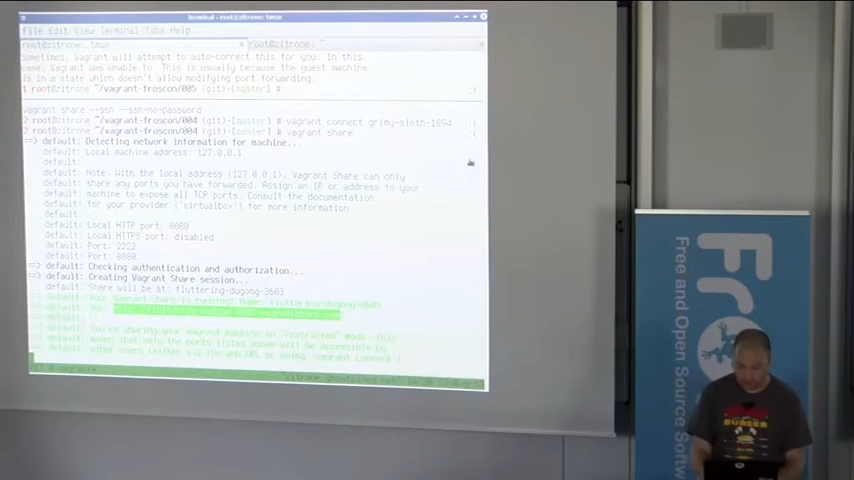 Terminal - root@zitrone: tmux
File Edit View Terminal Tabs Help
root@zitrone: tmux
root@zitrone: ~
Sometimes, Vagrant will attempt to auto-correct this for you. In this
case, Vagrant was unable to. This is usually because the guest machine
is in a state which doesn't allow modifying port forwarding.
1 root@zitrone ~/vagrant-froscon/005 (git)-[master] # :(
vagrant share --ssh --ssh-no-password
2 root@zitrone ~/vagrant-froscon/004 (git)-[master] # vagrant connect grimy-sloth-1694 :(
2 root@zitrone ~/vagrant-froscon/004 (git)-[master] # vagrant share :(
==> default: Detecting network information for machine...
default: Local machine address: 127.0.0.1
default:
default: Note: With the local address (127.0.0.1), Vagrant Share can only
default: share any ports you have forwarded. Assign an IP or address to your
default: machine to expose all TCP ports. Consult the documentation
default: for your provider ('virtualbox') for more information.
default:
default: Local HTTP port: 8080
default: Local HTTPS port: disabled
default: Port: 2222
default: Port: 8080
==> default: Checking authentication and authorization...
==> default: Creating Vagrant Share session...
default: Share will be at: fluttering-dugong-3603
==> default: Your Vagrant Share is running! Name: fluttering-dugong-3603
==> default: URL:
==> default:
==> default: You're sharing your Vagrant machine in "restricted" mode. This
==> default: means that only the ports listed above will be accessible by
==> default: other users (either via the web URL or using `vagrant connect`).
Fro
Free and Open Source Software
BURGER